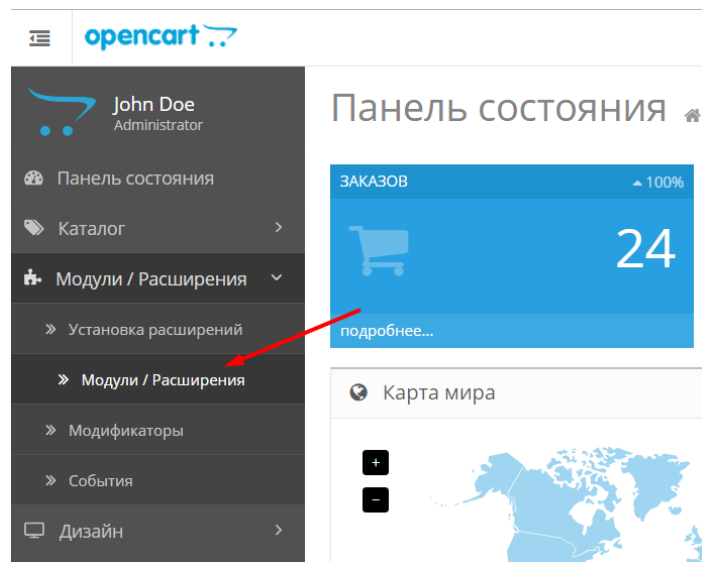 opencart
John Doe
Administrator
Панель состояния
Каталог
Модули / Расширения
Установка расширений
Модули / Расширения
Модификаторы
События
Дизайн
Панель состояния
ЗАКАЗОВ
100%
24
подробнее...
Карта мира
+
−